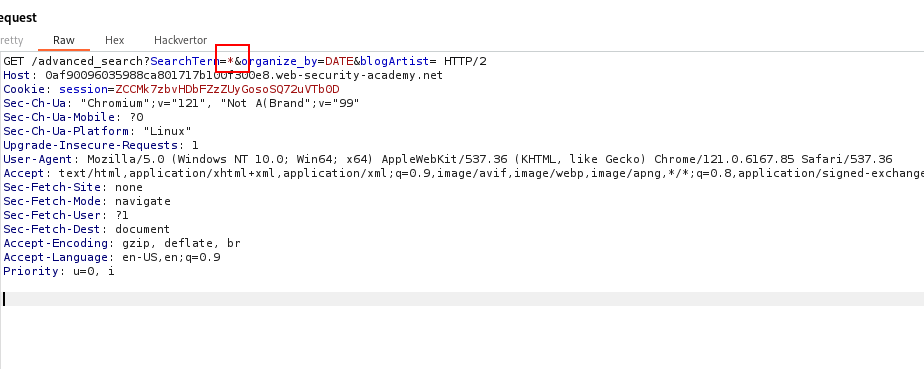 equest
retty Raw Hex Hackvertor
GET /advanced_search?SearchTerm=*&organize_by=DATE&blogArtist= HTTP/2
Host: 0af90096035988ca801717b100f300e8.web-security-academy.net
Cookie: session=ZCCMk7zbvHDbFZzZUyGosoSQ72uVTb0D
Sec-Ch-Ua: "Chromium";v="121", "Not A(Brand";v="99"
Sec-Ch-Ua-Mobile: ?0
Sec-Ch-Ua-Platform: "Linux"
Upgrade-Insecure-Requests: 1
User-Agent: Mozilla/5.0 (Windows NT 10.0; Win64; x64) AppleWebKit/537.36 (KHTML, like Gecko) Chrome/121.0.6167.85 Safari/537.36
Accept: text/html,application/xhtml+xml,application/xml;q=0.9,image/avif,image/webp,image/apng,*/*;q=0.8,application/signed-exchange
Sec-Fetch-Site: none
Sec-Fetch-Mode: navigate
Sec-Fetch-User: ?1
Sec-Fetch-Dest: document
Accept-Encoding: gzip, deflate, br
Accept-Language: en-US,en;q=0.9
Priority: u=0, i